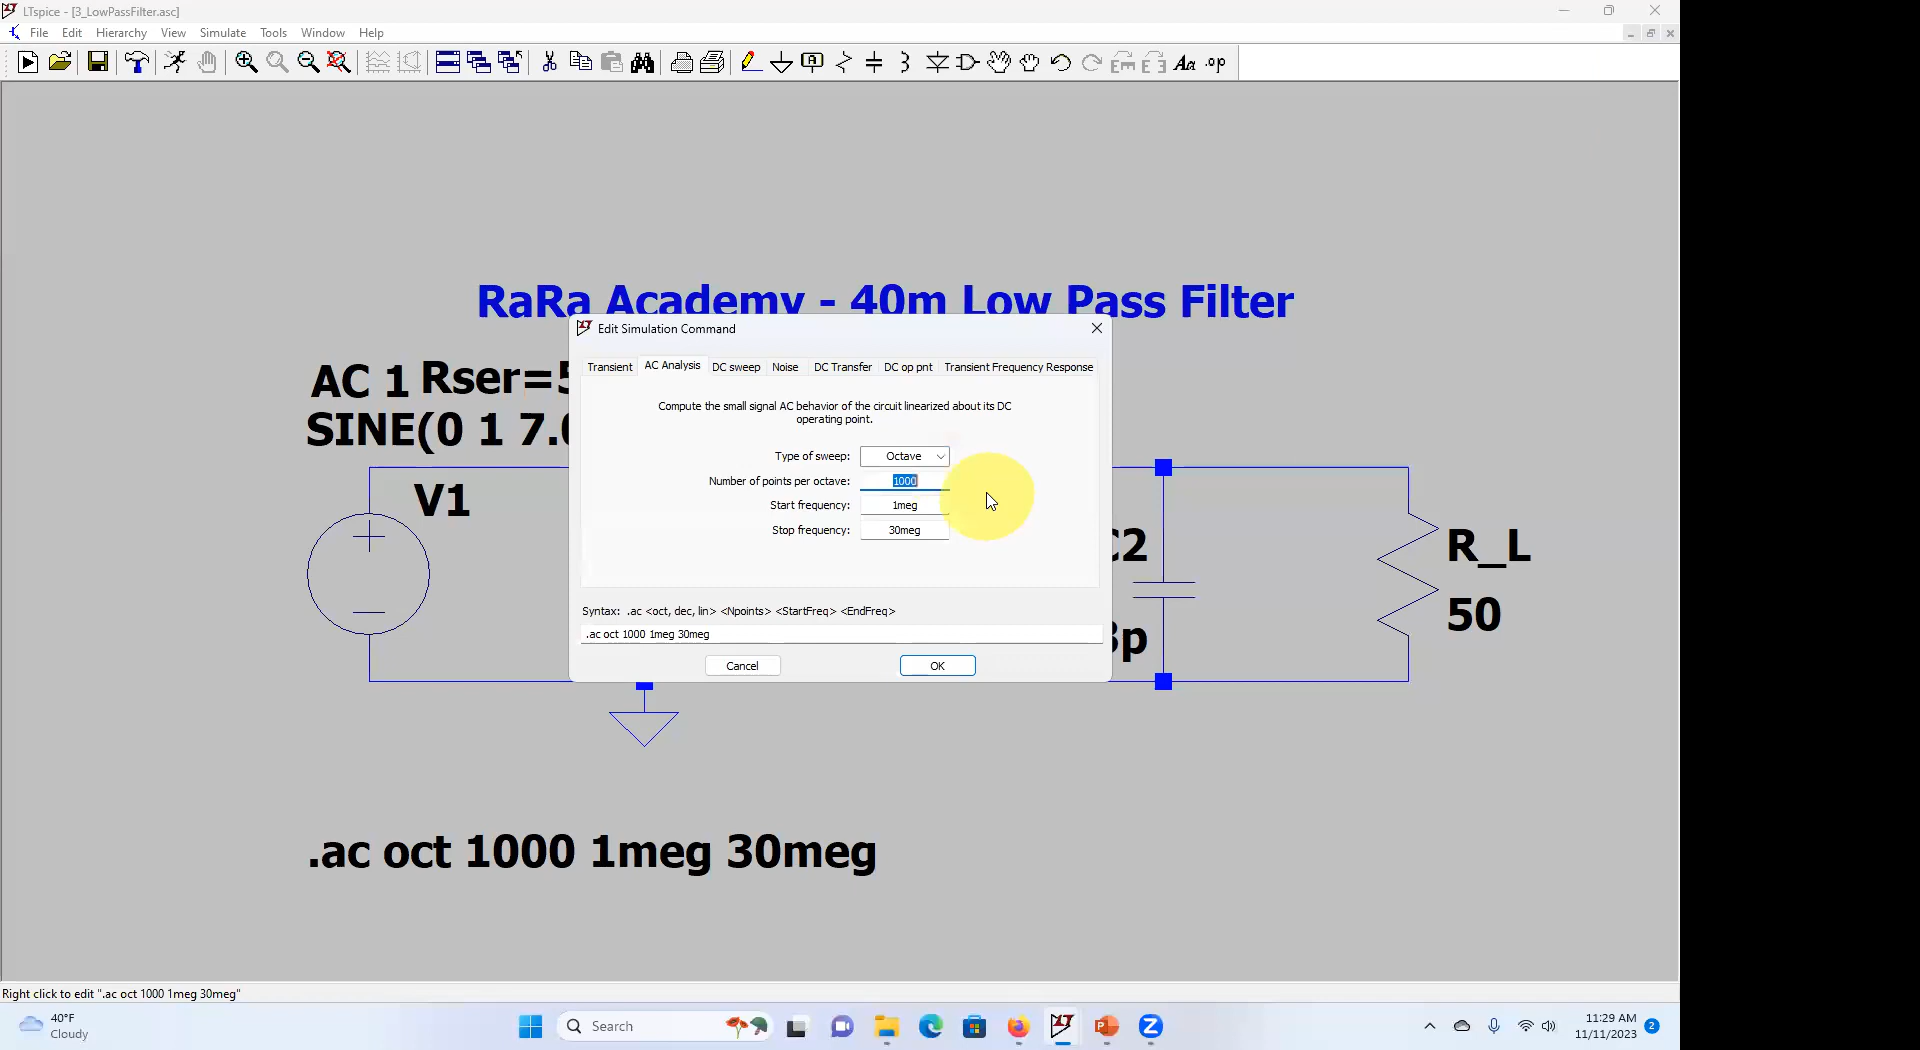 LTspice - [3_LowPassFilter.asc]
File Edit Hierarchy View Simulate Tools Window Help
RaRa Academy - 40m Low Pass Filter
Edit Simulation Command
Transient AC Analysis DC sweep Noise DC Transfer DC op pnt Transient Frequency Response
AC 1 Rser=5
SINE(0 1 7.0
Compute the small signal AC behavior of the circuit linearized about its DC
operating point.
Type of sweep: Octave
Number of points per octave: 1000
Start frequency: 1meg
Stop frequency: 30meg
V1
C2
R_L
50
Syntax: .ac <oct, dec, lin> <Npoints> <StartFreq> <EndFreq>
.ac oct 1000 1meg 30meg
Cancel OK
.ac oct 1000 1meg 30meg
Right click to edit ".ac oct 1000 1meg 30meg"
40°F
Cloudy
Search
11:29 AM
11/11/2023
2